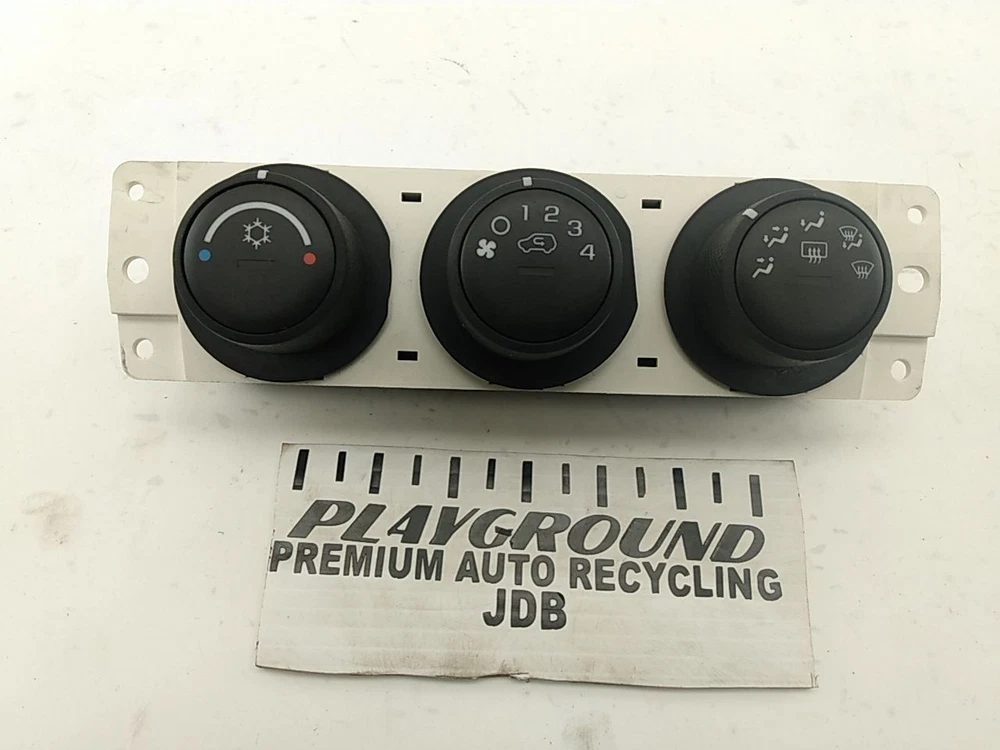 O 1 2 3 4
PLAYGROUND
PREMIUM AUTO RECYCLING
JDB